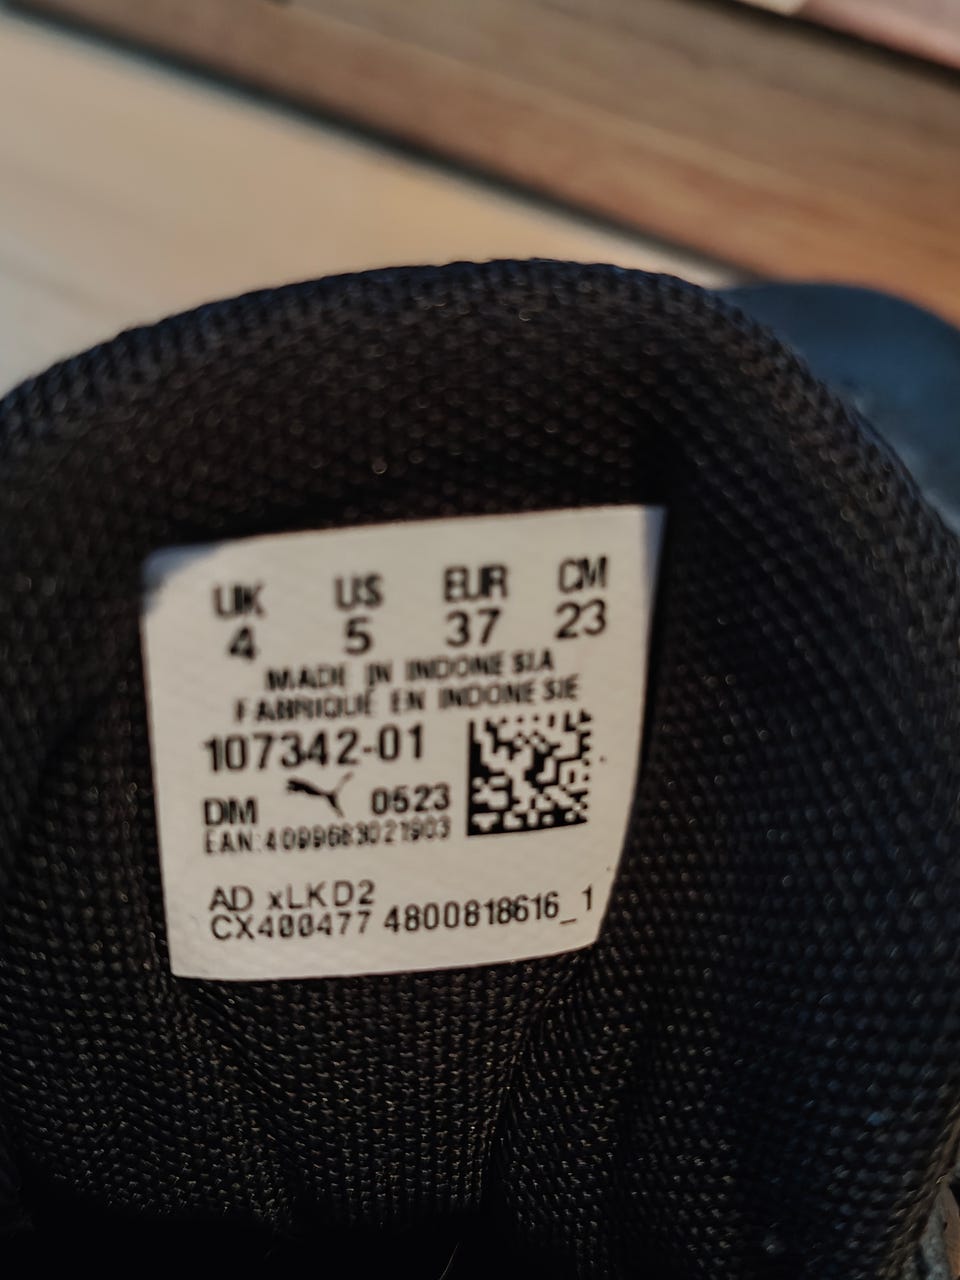 UK US EUR CM
4 5 37 23
MADE IN INDONESIA
FABRIQUÉ EN INDONESIE
107342-01
DM 0523
EAN:4099683021903
AD xLKD2
CX400477 4800818616_1